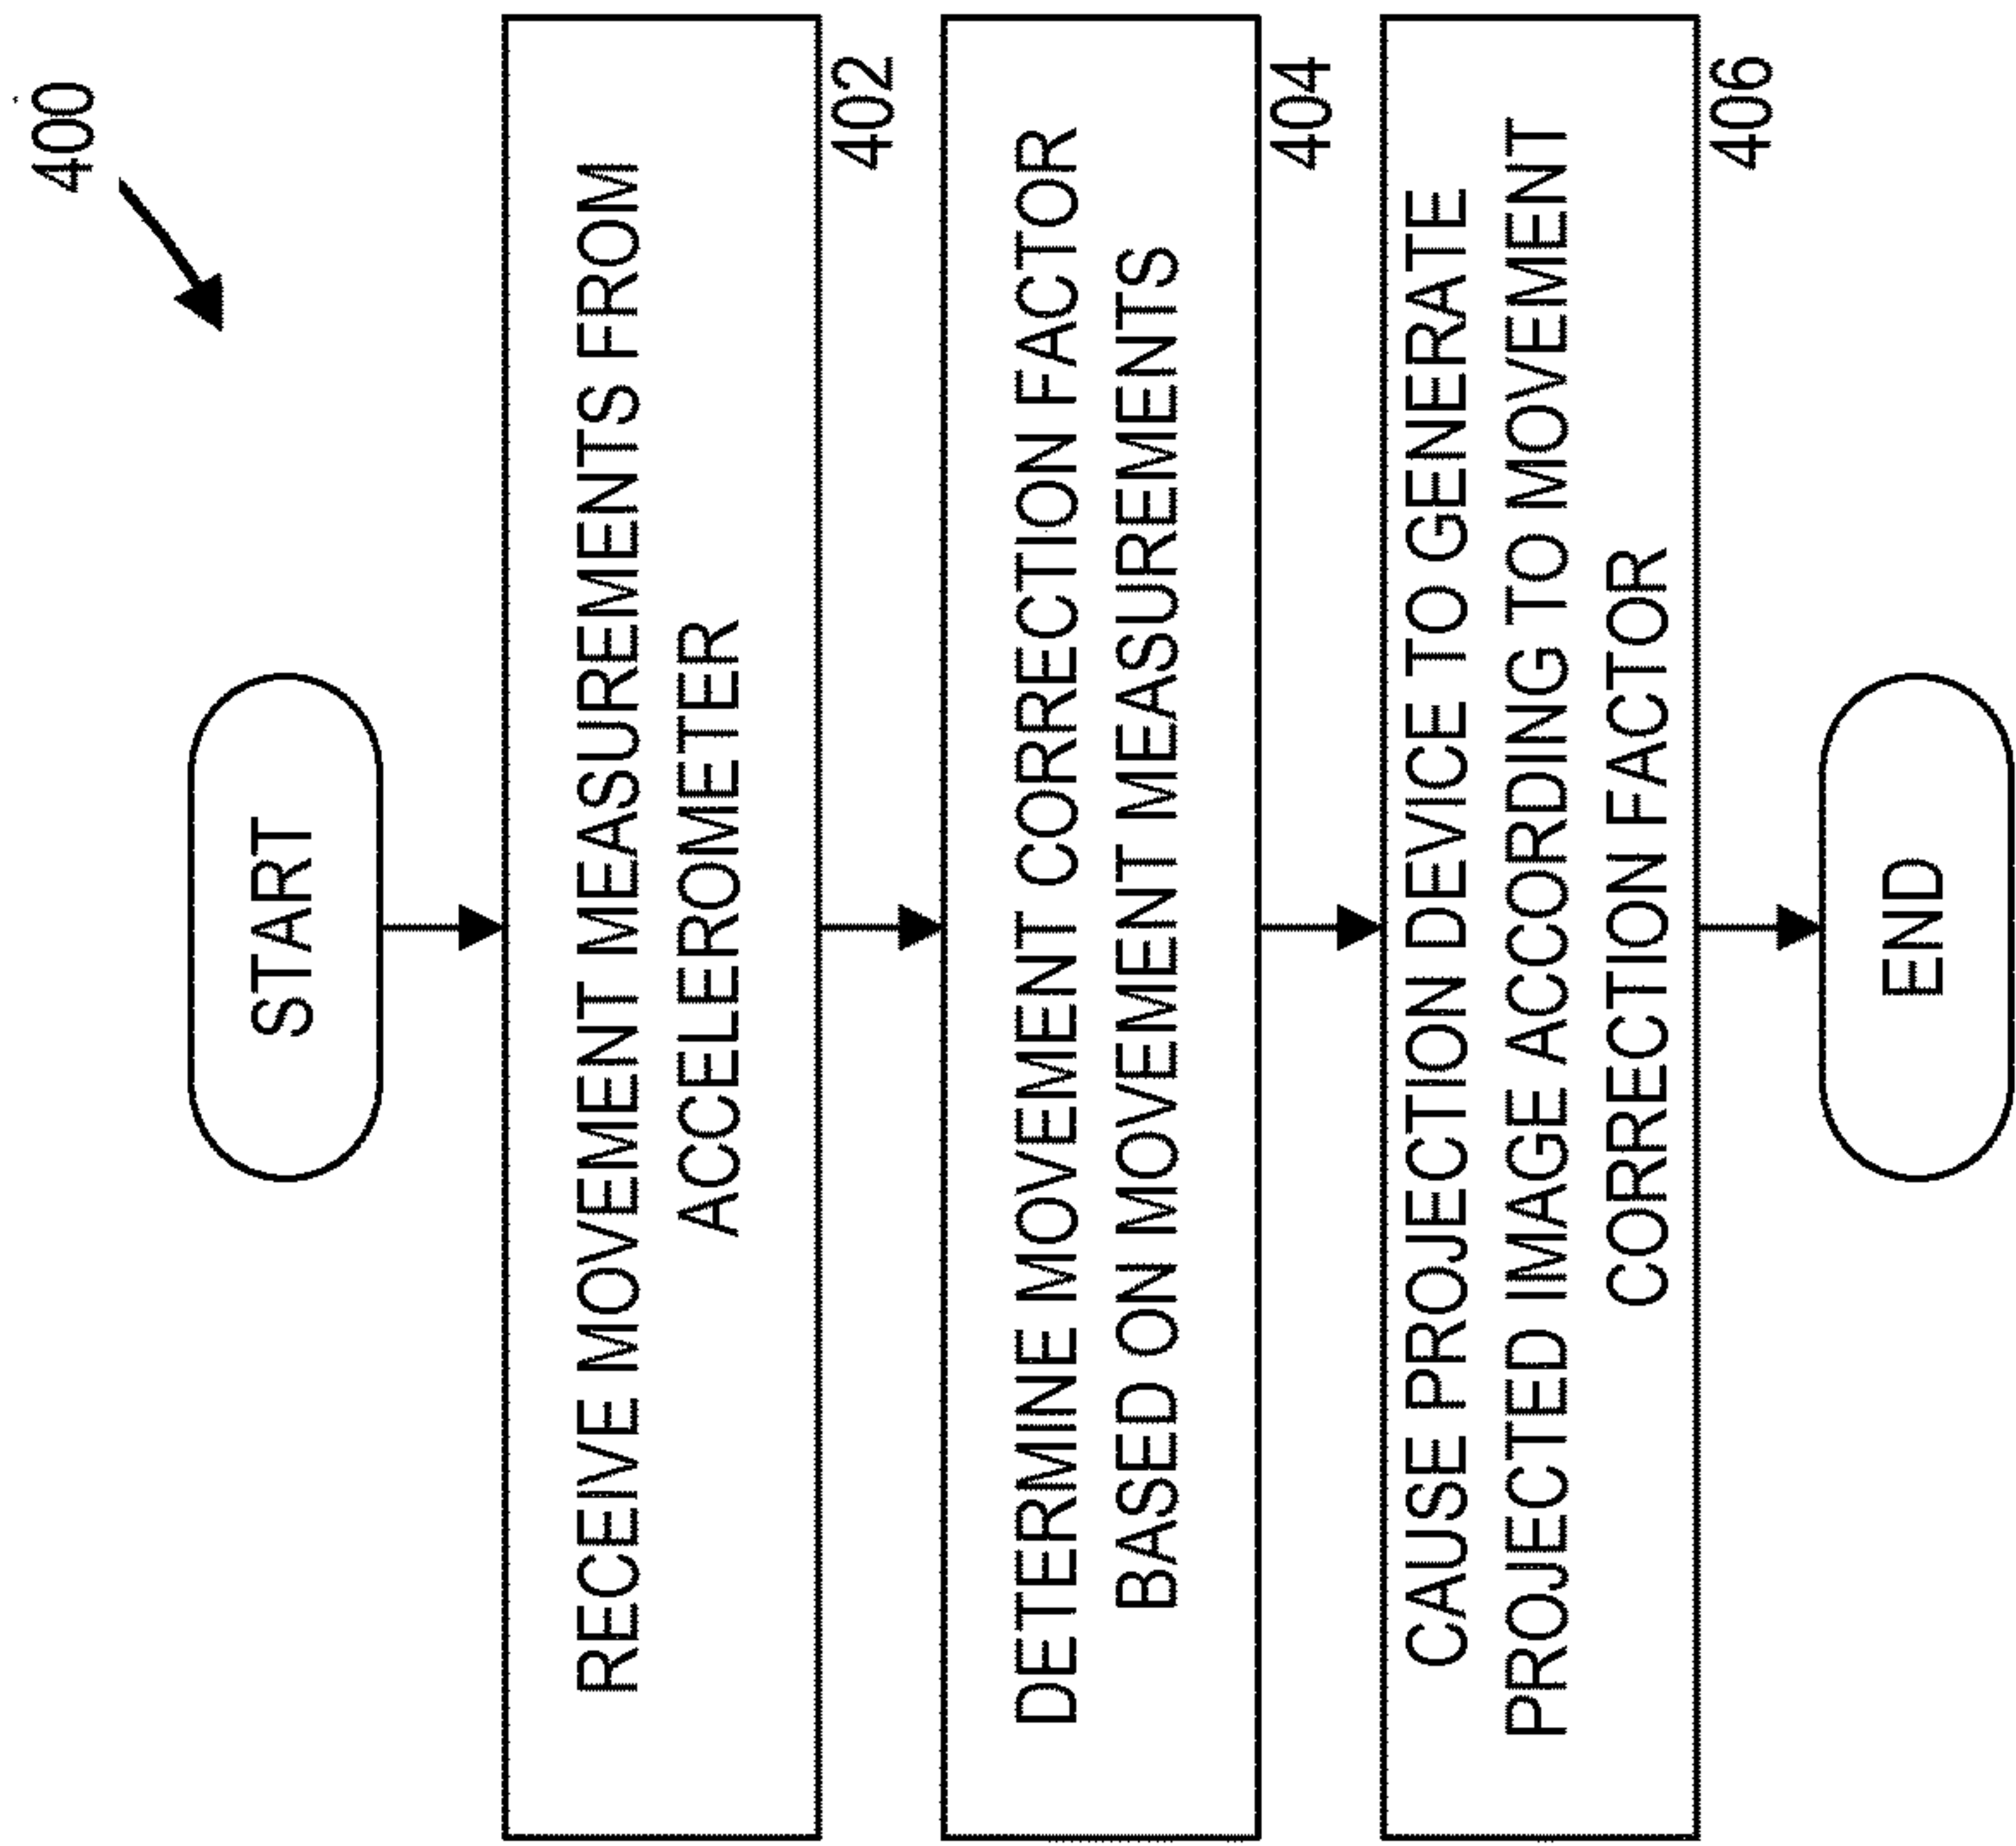 400
START
RECEIVE MOVEMENT MEASUREMENTS FROM
ACCELEROMETER
402
DETERMINE MOVEMENT CORRECTION FACTOR
BASED ON MOVEMENT MEASUREMENTS
404
CAUSE PROJECTION DEVICE TO GENERATE
PROJECTED IMAGE ACCORDING TO MOVEMENT
CORRECTION FACTOR
406
END